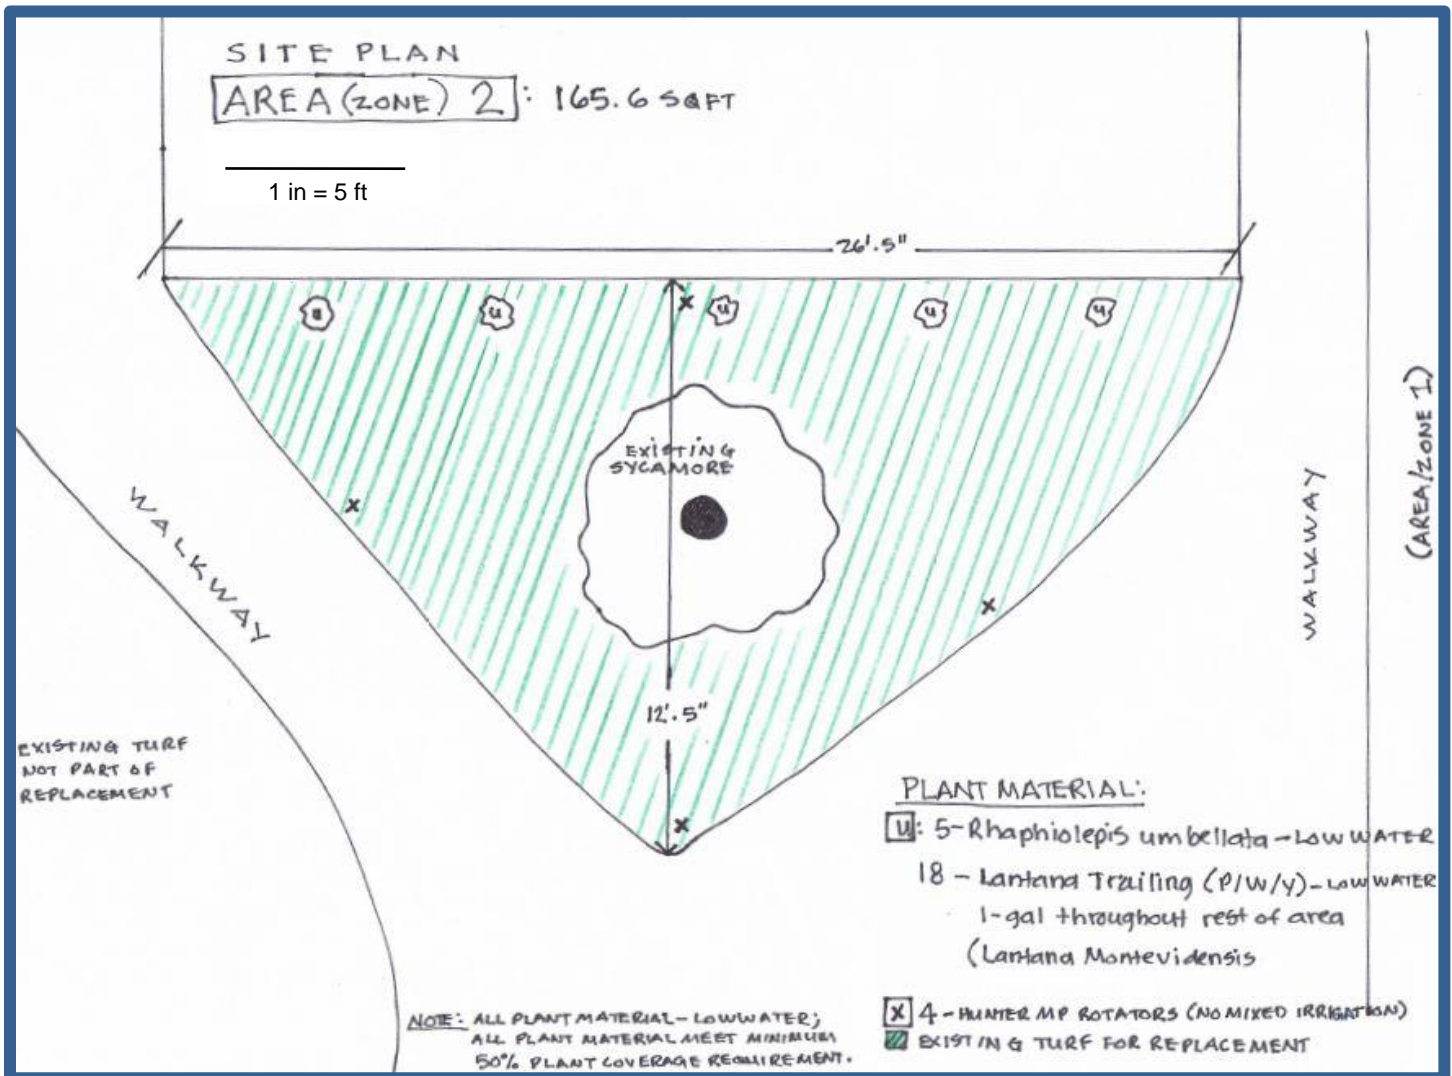 SITE PLAN
AREA (ZONE) 2: 165.6 SQFT
1 in = 5 ft
26'.5"
u
u
u
u
u
x
EXISTING
SYCAMORE
x
x
WALKWAY
WALKWAY
(AREA/ZONE 1)
12'.5"
x
EXISTING TURF
NOT PART OF
REPLACEMENT
PLANT MATERIAL:
u: 5-Rhaphiolepis umbellata-LOW WATER
18 - Lantana Trailing (P/W/Y)-LOW WATER
1-gal throughout rest of area
(Lantana Montevidensis
x 4-HUNTER MP ROTATORS (NO MIXED IRRIGATION)
EXISTING TURF FOR REPLACEMENT
NOTE: ALL PLANT MATERIAL-LOWWATER;
ALL PLANT MATERIAL MEET MINIMUM
50% PLANT COVERAGE REQUIREMENT.